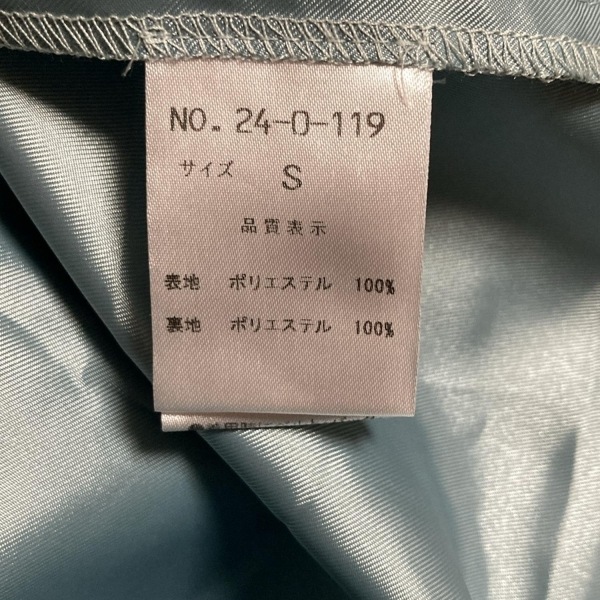 NO. 24-0-119
サイズ S
品質表示
表地 ポリエステル 100%
裏地 ポリエステル 100%